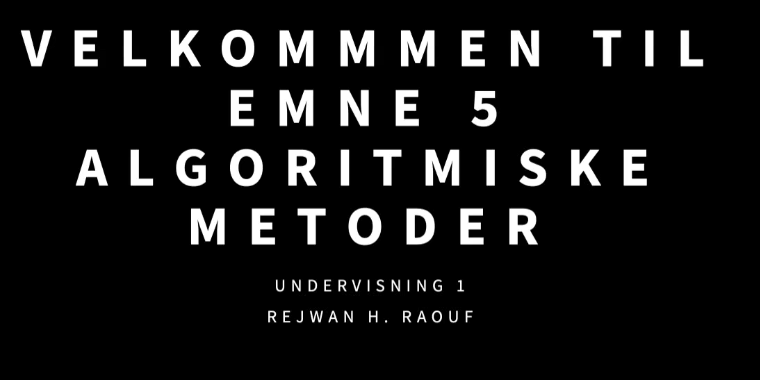 VELKOMMMEN TIL
EMNE 5
ALGORITMISKE
METODER
UNDERVISNING 1
REJWAN H. RAOUF